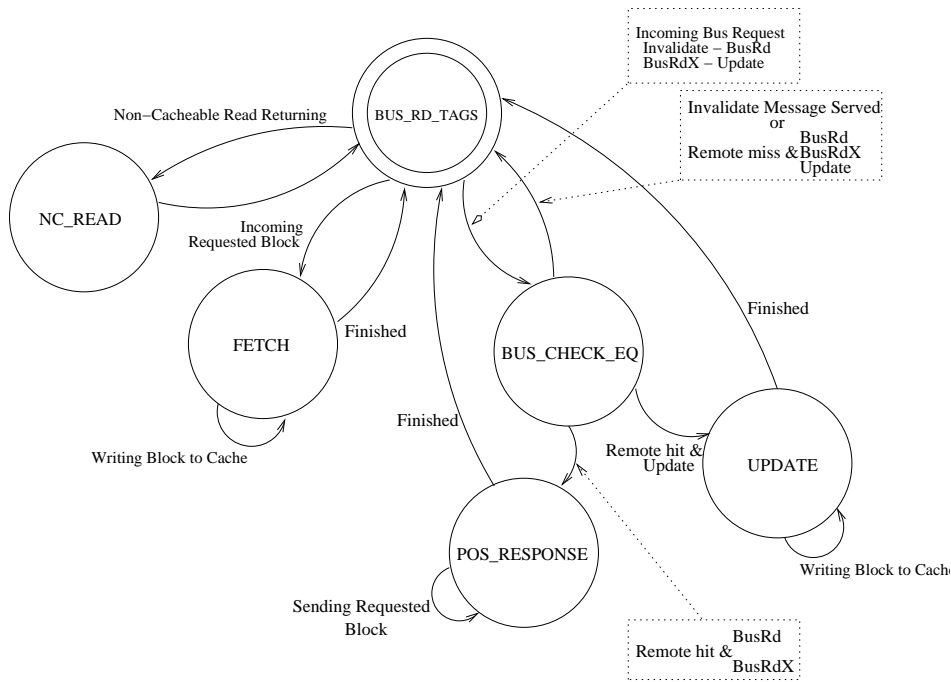 Incoming Bus Request
Invalidate – BusRd
BusRdX – Update
Invalidate Message Served
or
BusRd
Remote miss & BusRdX
Update
Non–Cacheable Read Returning
BUS_RD_TAGS
NC_READ
Incoming
Requested Block
Finished
FETCH
Writing Block to Cache
BUS_CHECK_EQ
Finished
Finished
Remote hit &
Update
UPDATE
Writing Block to Cache
POS_RESPONSE
Sending Requested
Block
BusRd
Remote hit &
BusRdX